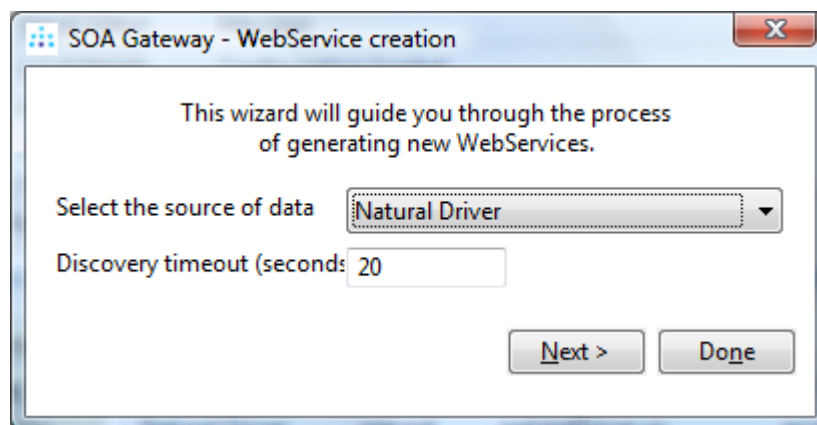 SOA Gateway - WebService creation
This wizard will guide you through the process
of generating new WebServices.
Select the source of data
Natural Driver
Discovery timeout (seconds
20
Next >
Done